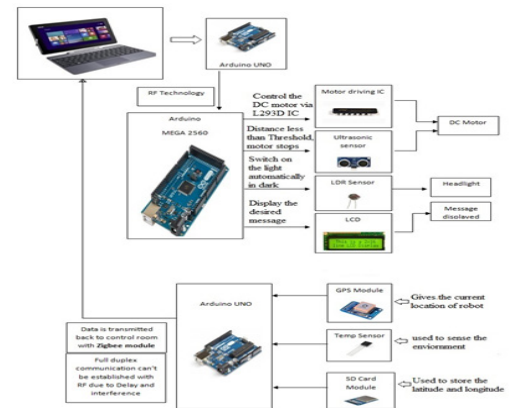 Arduino UNO
RF Technology
Arduino
MEGA 2560
Control the
DC motor via
L293D IC
Distance less
than Threshold,
motor stops
Switch on
the light
automatically
in dark
Display the
desired
message
Motor driving IC
Ultrasonic
sensor
LDR Sensor
LCD
DC Motor
Headlight
Message
displayed
GPS Module
Gives the current
location of robot
Arduino UNO
Temp Sensor
used to sense the
enviornment
SD Card
Module
Used to store the
latitude and longitude
Data is transmitted
back to control room
with Zigbee module
Full duplex
communication can't
be established with
RF due to Delay and
interference